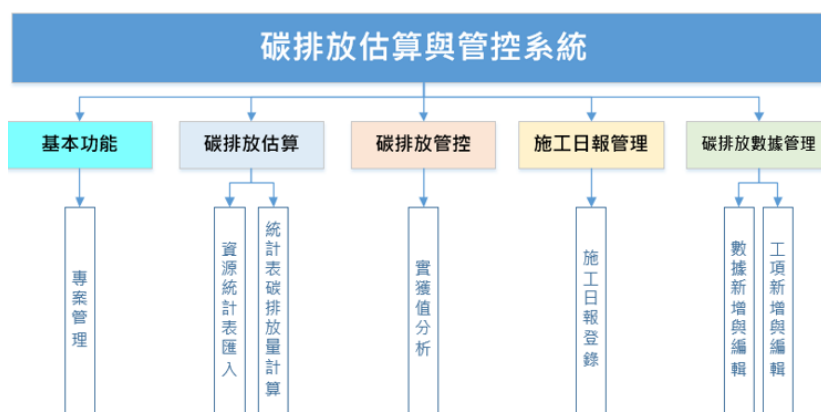 碳排放估算與管控系統
基本功能
碳排放估算
碳排放管控
施工日報管理
碳排放數據管理
專案管理
資源統計表匯入
統計表碳排放量計算
實獲值分析
施工日報登錄
數據新增與編輯
工項新增與編輯